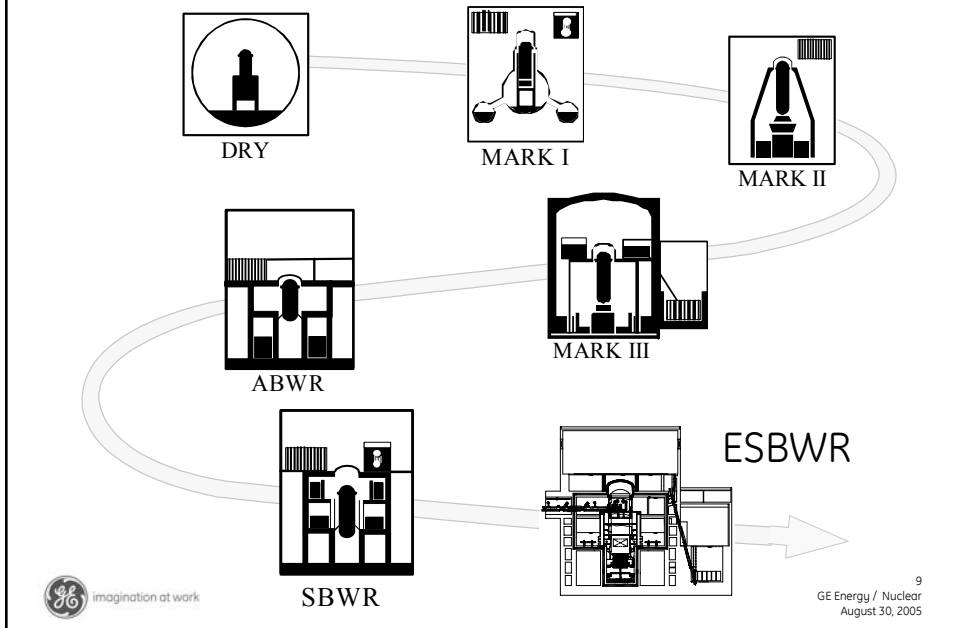 DRY
MARK I
MARK II
ABWR
MARK III
SBWR
ESBWR
imagination at work
9
GE Energy / Nuclear
August 30, 2005